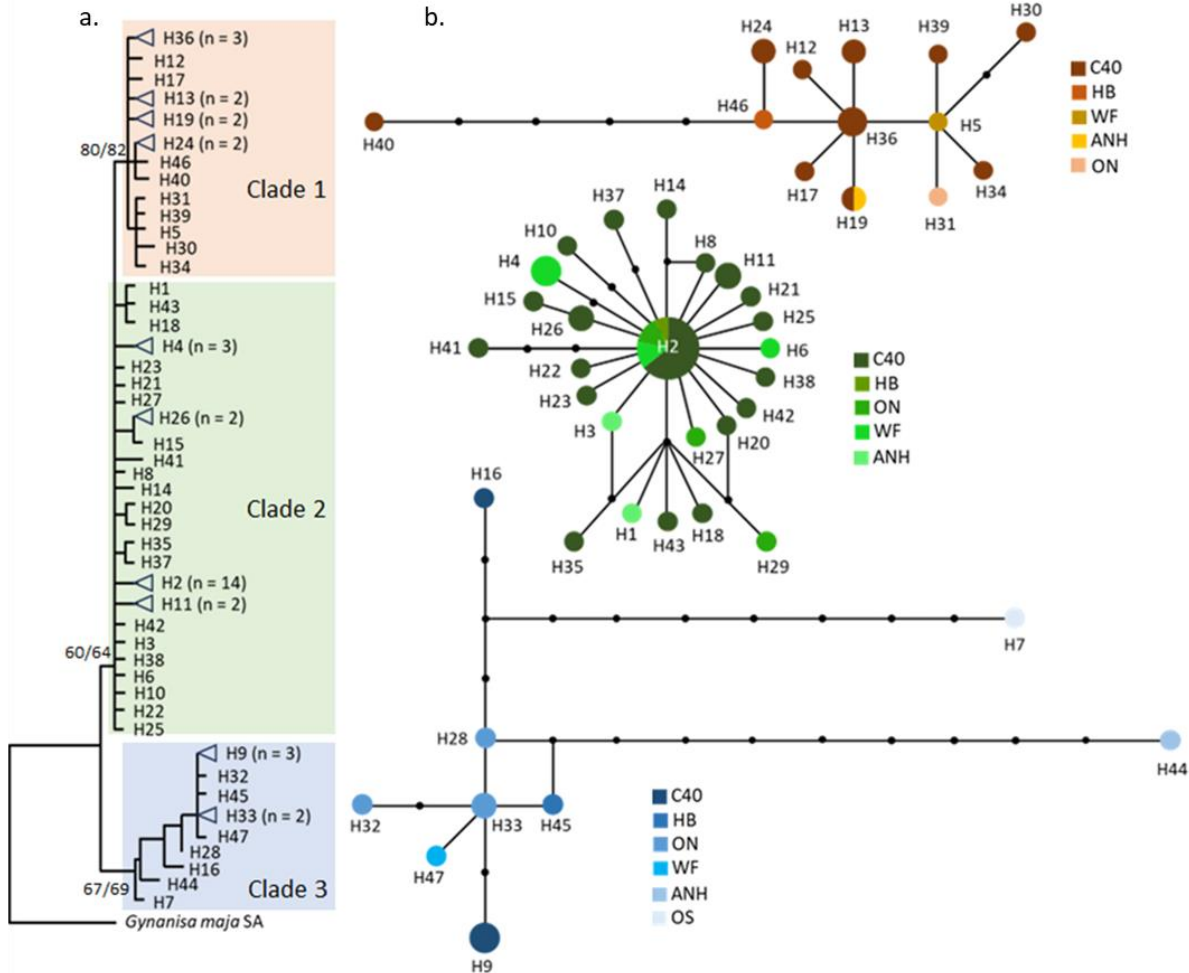 a.
H36 (n = 3)
H12
H17
H13 (n = 2)
H19 (n = 2)
H24 (n = 2)
80/82
H46
H40
H31
H39
H5
H30
H34
Clade 1
H1
H43
H18
H4 (n = 3)
H23
H21
H27
H26 (n = 2)
H15
H41
H8
H14
H20
H29
H35
H37
H2 (n = 14)
H11 (n = 2)
H42
H3
60/64
H38
H6
H10
H22
H25
Clade 2
H9 (n = 3)
H32
H45
H33 (n = 2)
H47
H28
H16
H44
67/69
H7
Clade 3
Gynanisa maja SA
b.
H30
H24
H13
H39
H12
H46
H36
H5
H40
H17
H19
H31
H34
C40
HB
WF
ANH
ON
H14
H37
H10
H8
H4
H11
H15
H21
H26
H25
H41
H2
H6
H22
H38
H23
H42
H3
H27
H20
H1
H43
H18
H35
H29
C40
HB
ON
WF
ANH
H16
H7
H28
H44
H32
H33
H45
H47
H9
C40
HB
ON
WF
ANH
OS